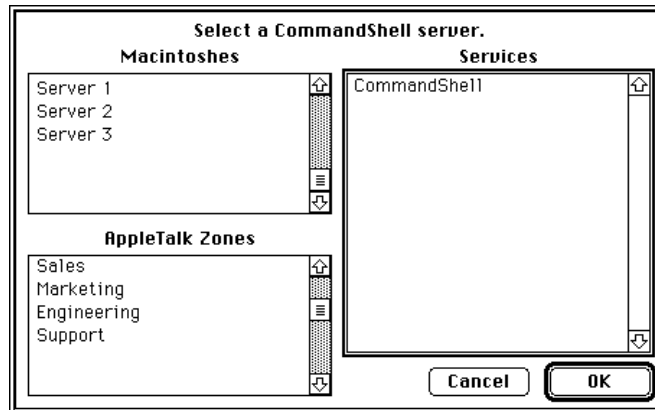 Select a CommandShell server.
Macintoshes
Server 1
Server 2
Server 3
AppleTalk Zones
Sales
Marketing
Engineering
Support
Services
CommandShell
Cancel
OK